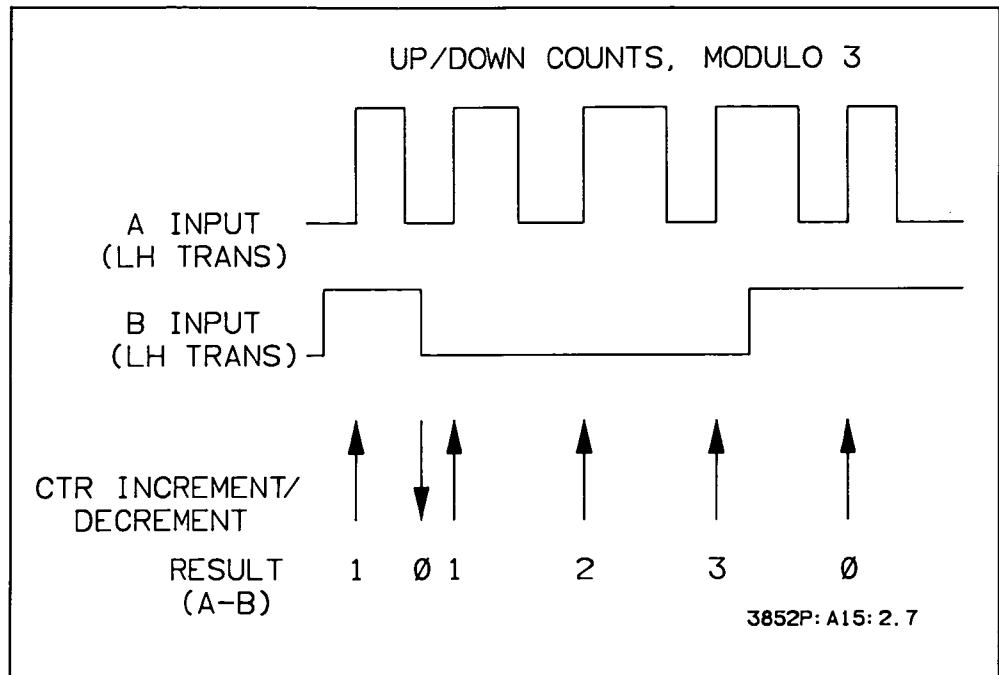 UP/DOWN COUNTS, MODULO 3
A INPUT
(LH TRANS)
B INPUT
(LH TRANS)
CTR INCREMENT/
DECREMENT
RESULT 1 Ø 1 2 3 Ø
(A-B)
3852P:A15:2.7